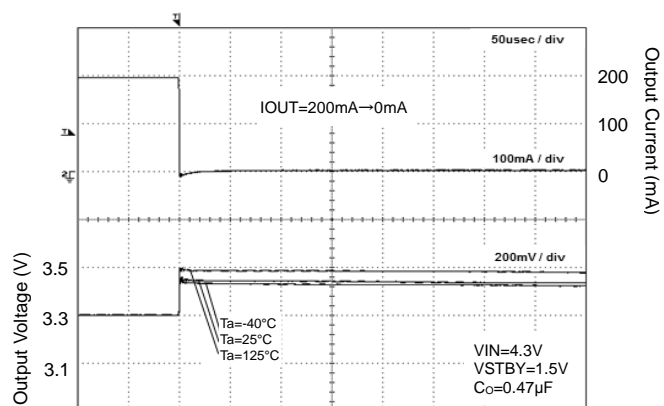 T
50usec / div
200
IOUT=200mA→0mA
T
100
100mA / div
2
0
Output Current (mA)
200mV / div
3.5
3.3
3.1
Output Voltage (V)
Ta=-40°C
Ta=25°C
Ta=125°C
VIN=4.3V
VSTBY=1.5V
Co=0.47μF